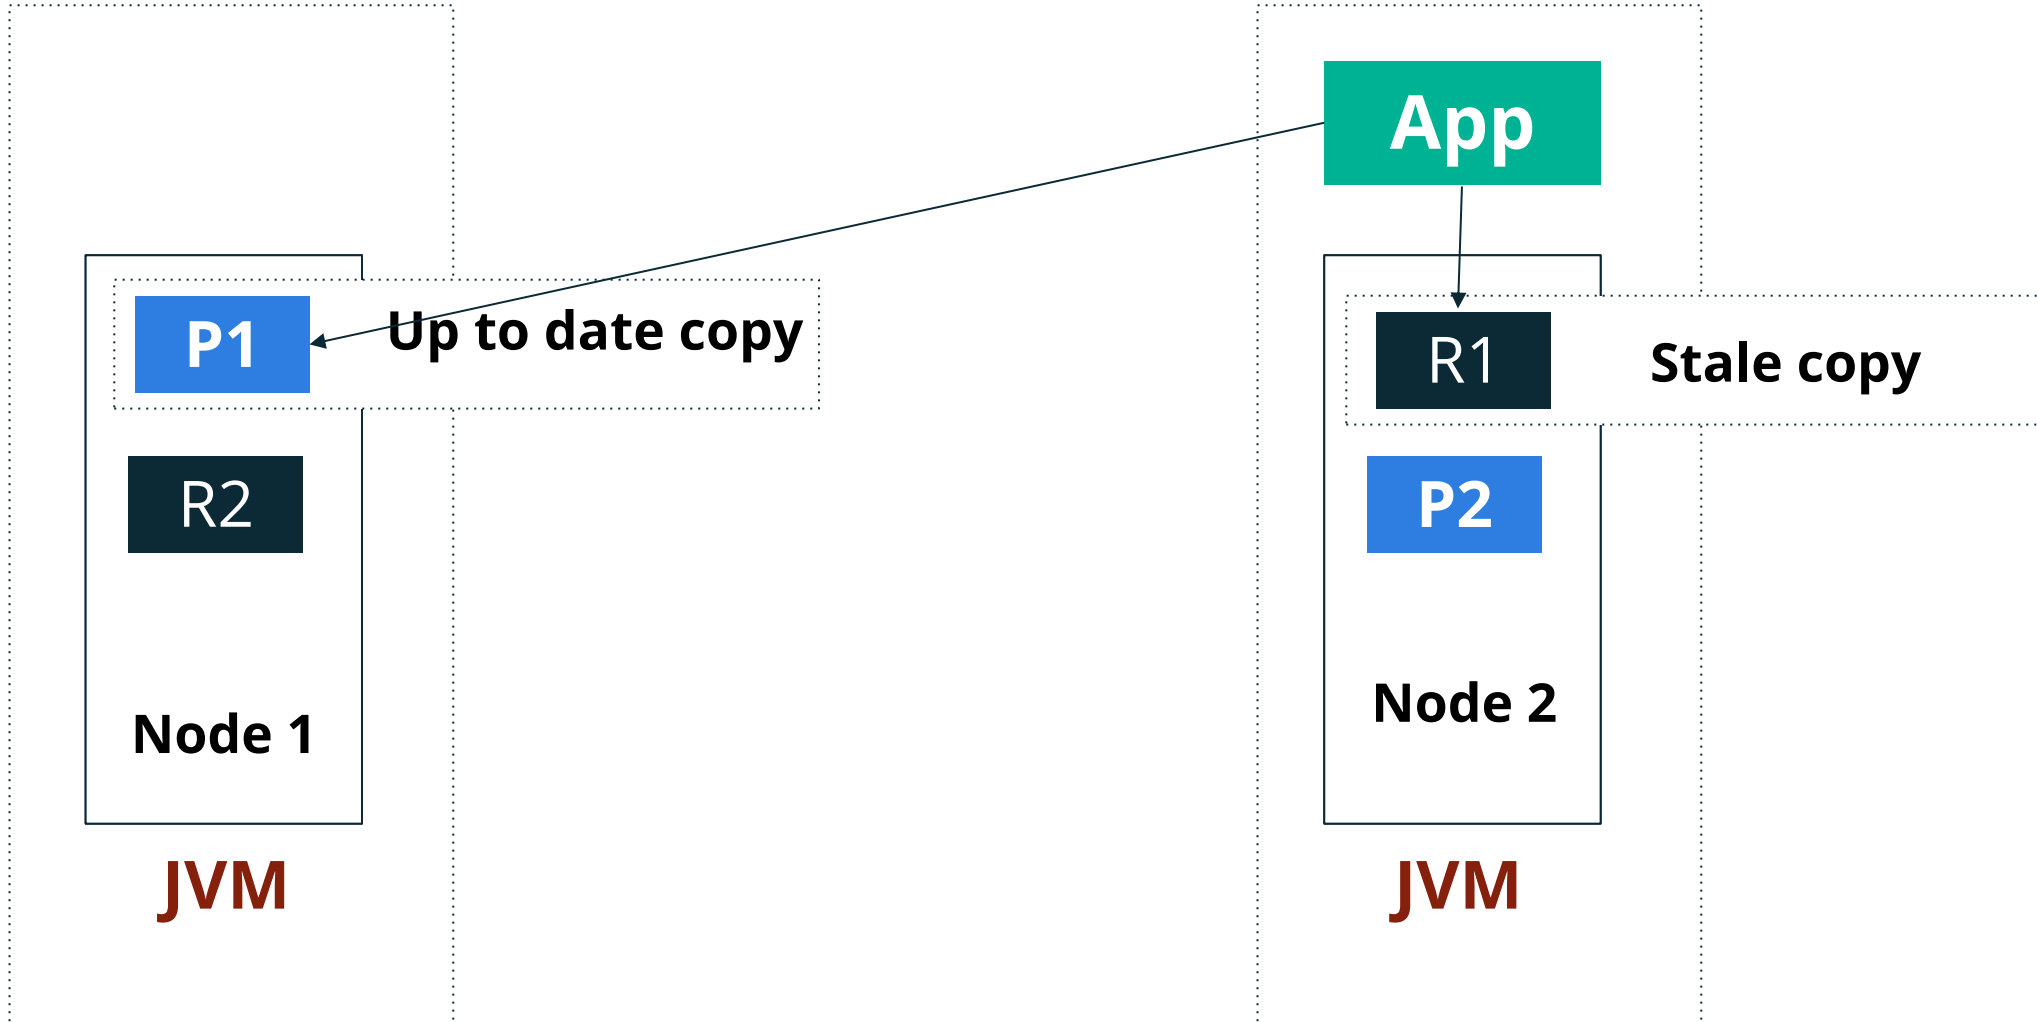 App
P1
Up to date copy
R1
Stale copy
R2
P2
Node 1
Node 2
JVM
JVM